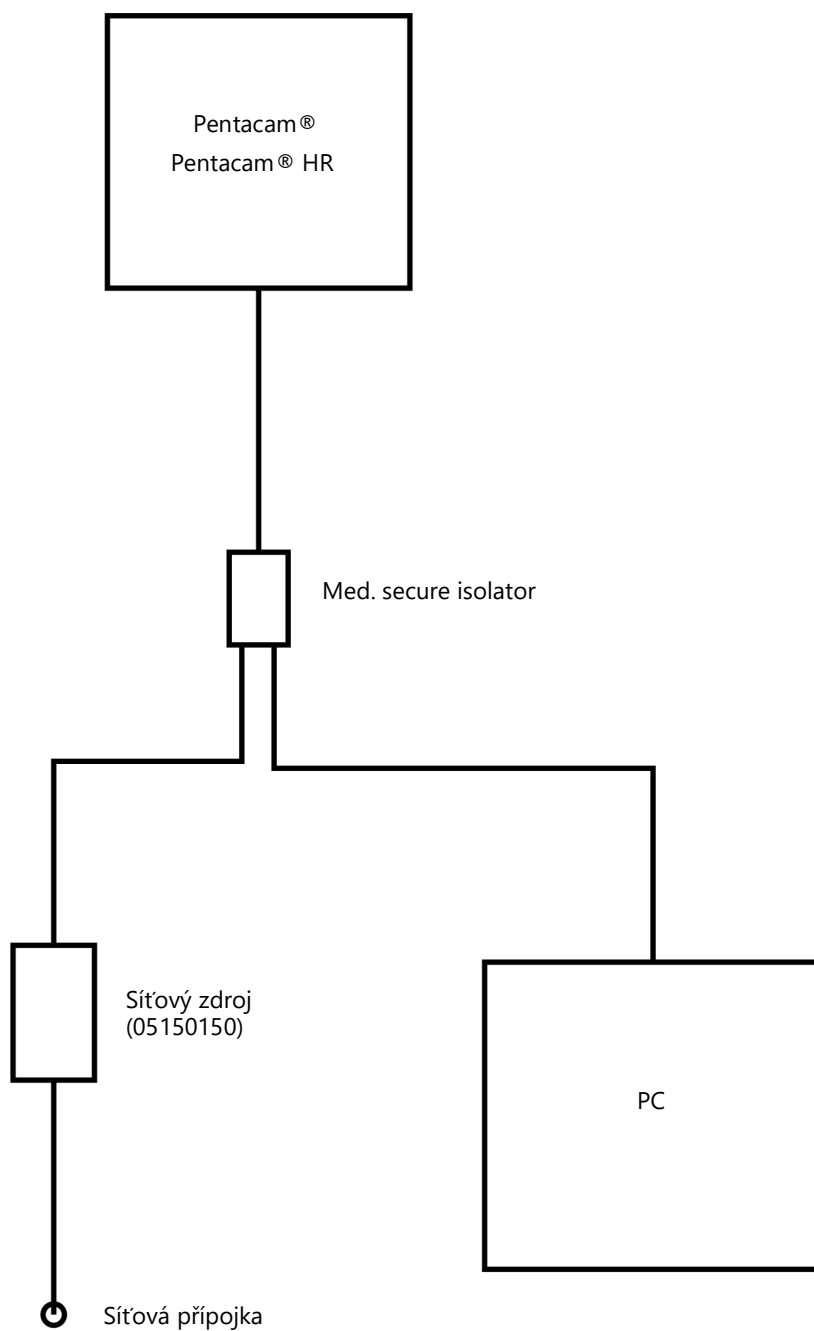 Pentacam®
Pentacam® HR
Med. secure isolator
Síťový zdroj
(05150150)
PC
Síťová přípojka